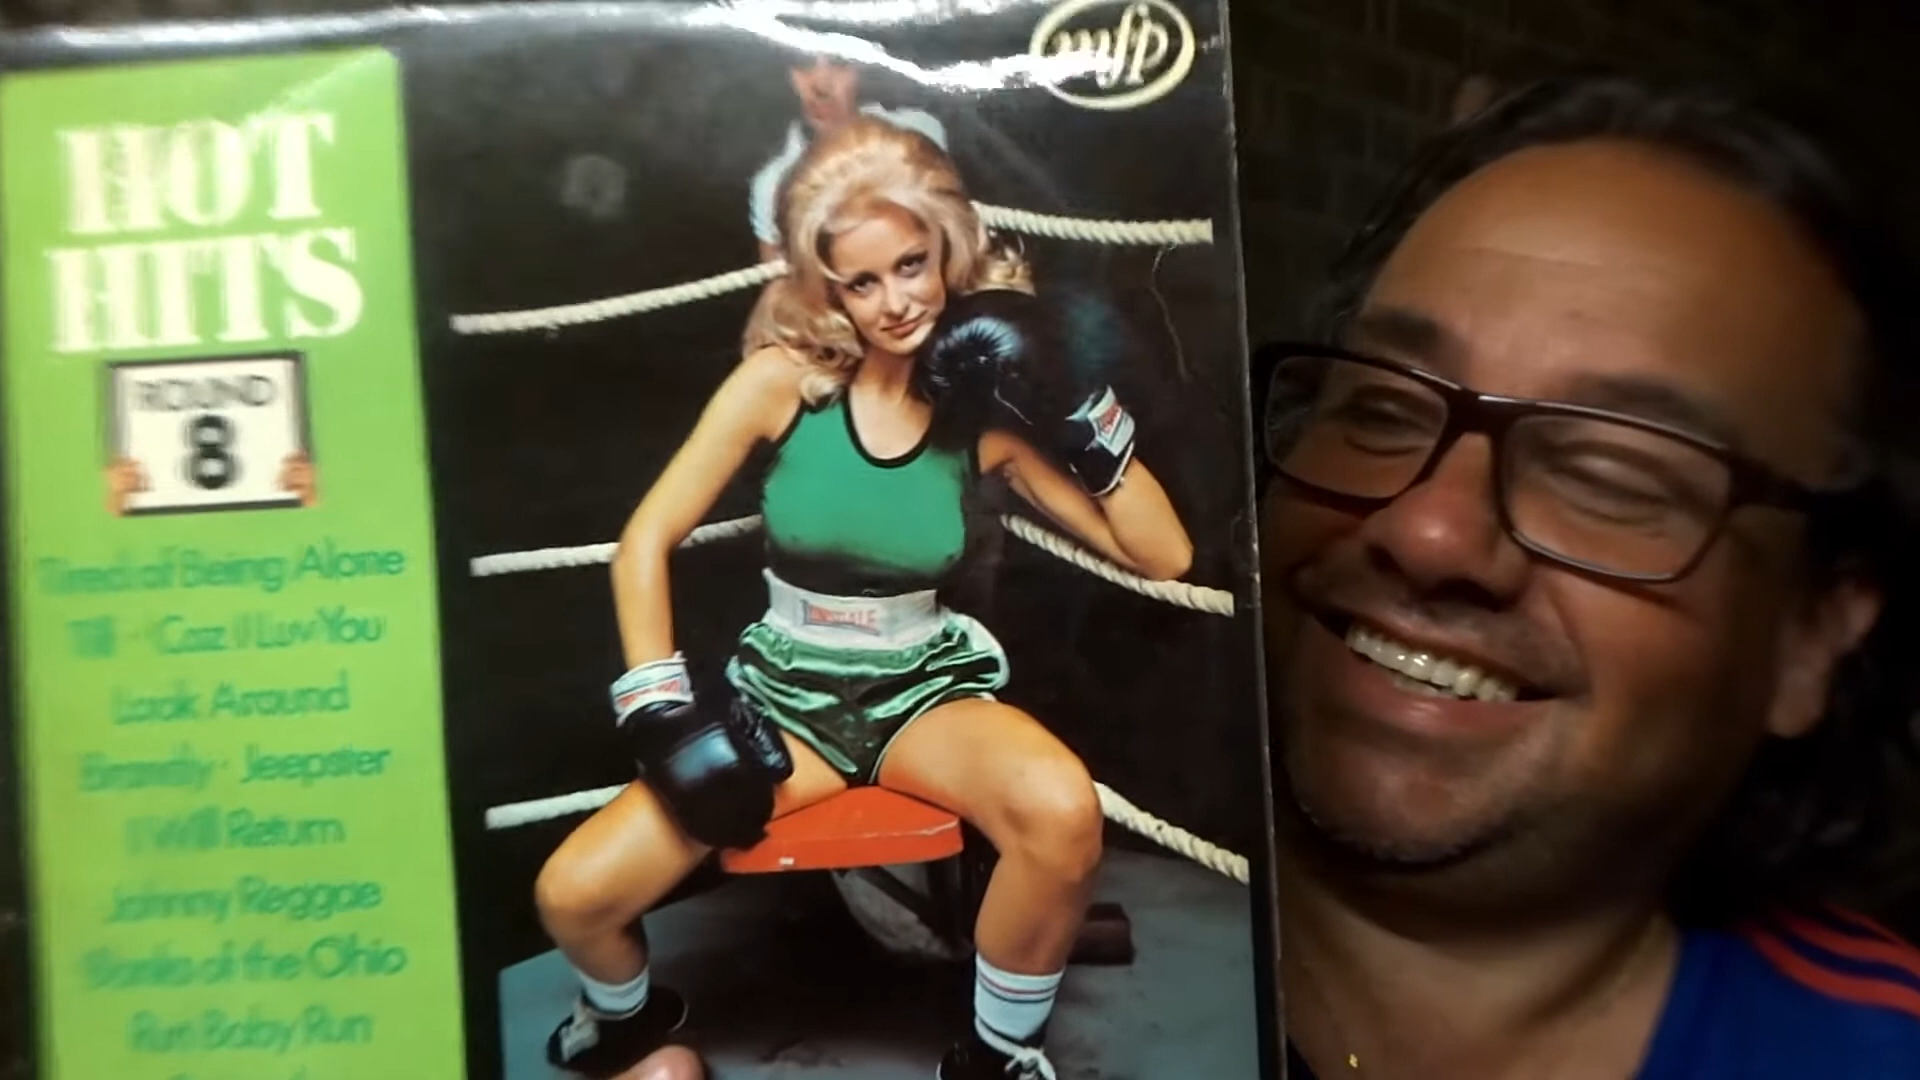 mfp
HOT
HITS
ROUND
8
Tired of Being Alone
Till · Coz I Luv You
Look Around
Brandy · Jeepster
I Will Return
Johnny Reggae
Banks of the Ohio
Run Baby Run
LONSDALE